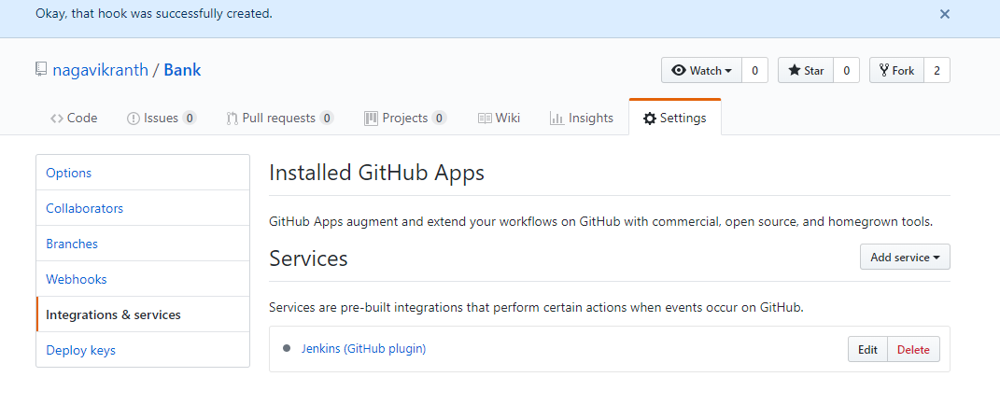 Okay, that hook was successfully created.
nagavikranth / Bank
Watch 0 Star 0 Fork 2
Code Issues 0 Pull requests 0 Projects 0 Wiki Insights Settings
Options
Collaborators
Branches
Webhooks
Integrations & services
Deploy keys
Installed GitHub Apps
GitHub Apps augment and extend your workflows on GitHub with commercial, open source, and homegrown tools.
Services Add service
Services are pre-built integrations that perform certain actions when events occur on GitHub.
Jenkins (GitHub plugin) Edit Delete